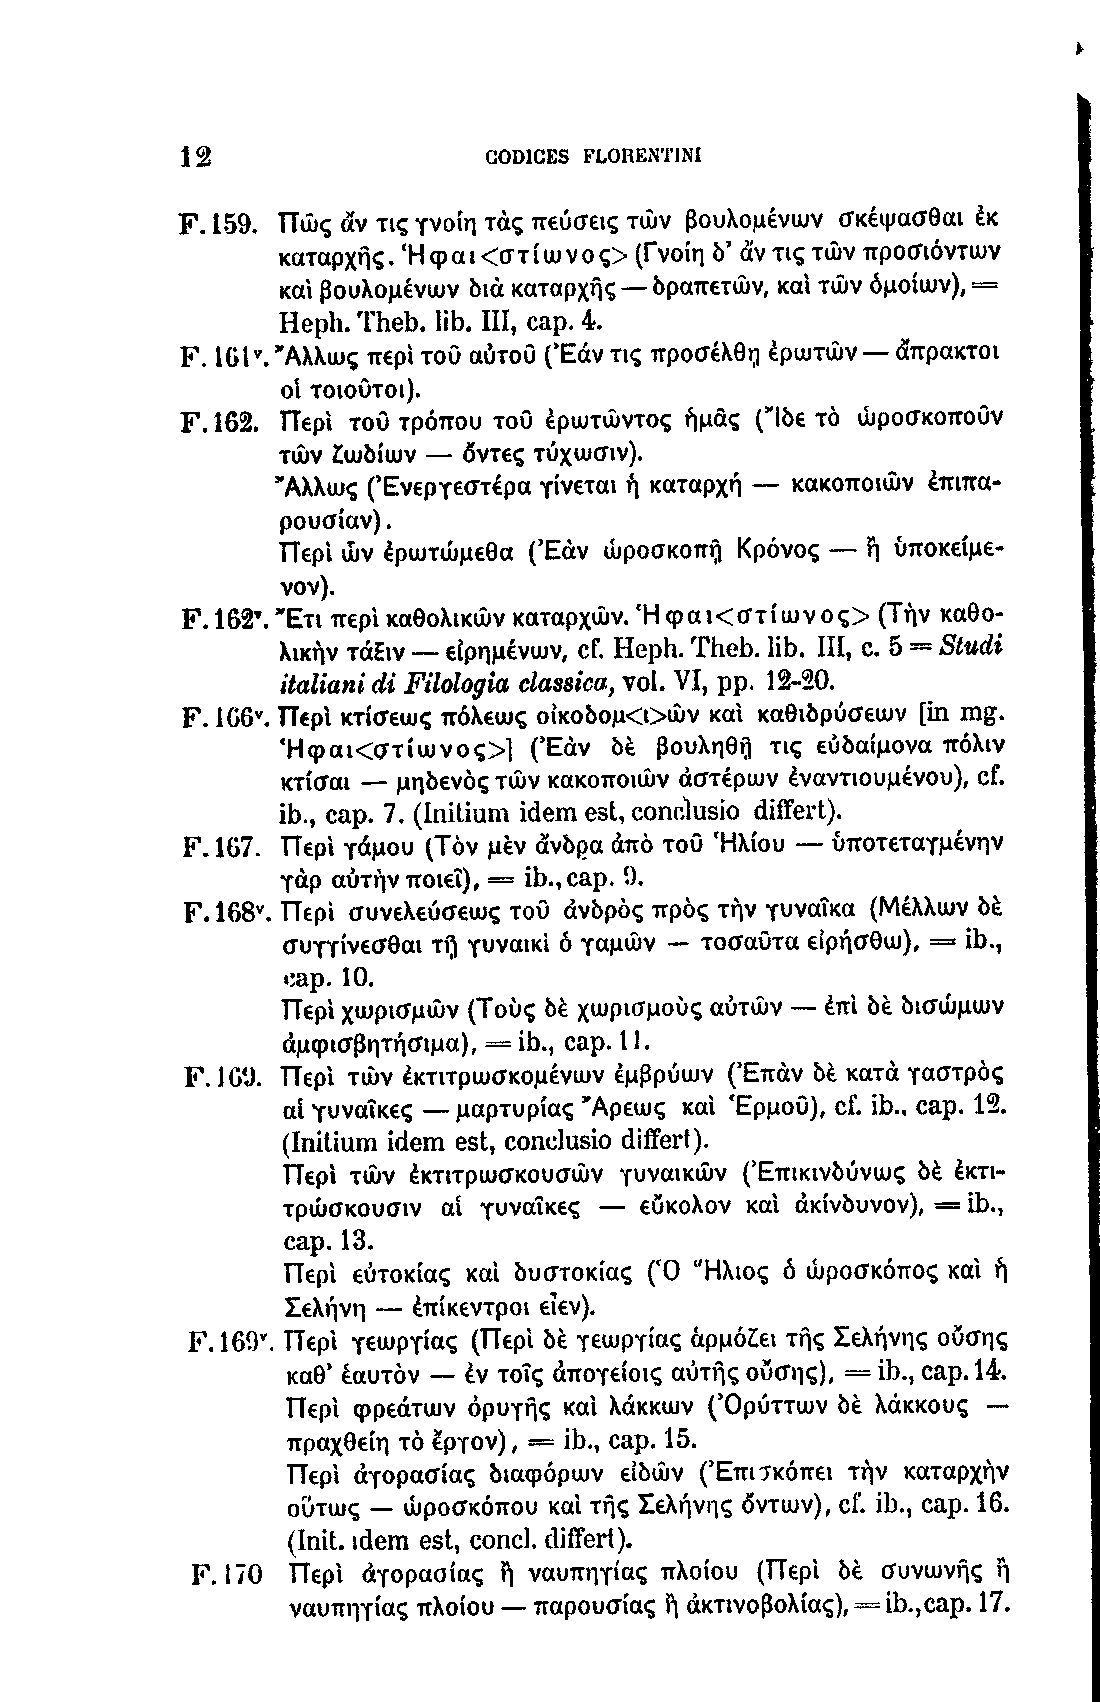 12 CODICES FLORENTINI
F. 159. Πῶς ἄν τις γνοίη τὰς πεύσεις τῶν βουλομένων σκέψασθαι ἐκ
καταρχῆς. Ἡφαι<στίωνος> (Γνοίη δ' ἄν τις τῶν προσιόντων
καὶ βουλομένων διὰ καταρχῆς — δραπετῶν, καὶ τῶν ὁμοίων), =
Heph. Theb. lib. III, cap. 4.
F. 161ᵛ. Ἄλλως περὶ τοῦ αὐτοῦ (Ἐάν τις προσέλθῃ ἐρωτῶν — ἄπρακτοι
οἱ τοιοῦτοι).
F. 162. Περὶ τοῦ τρόπου τοῦ ἐρωτῶντος ἡμᾶς (Ἴδε τὸ ὡροσκοποῦν
τῶν ζωδίων — ὄντες τύχωσιν).
Ἄλλως (Ἐνεργεστέρα γίνεται ἡ καταρχή — κακοποιῶν ἐπιπα-
ρουσίαν).
Περὶ ὧν ἐρωτώμεθα (Ἐὰν ὡροσκοπῇ Κρόνος — ἢ ὑποκείμε-
νον).
F. 162ᵛ. Ἔτι περὶ καθολικῶν καταρχῶν. Ἡφαι<στίωνος> (Τὴν καθο-
λικὴν τάξιν — εἰρημένων, cf. Heph. Theb. lib. III, c. 5 = Studi
italiani di Filologia classica, vol. VI, pp. 12-20.
F. 166ᵛ. Περὶ κτίσεως πόλεως οἰκοδομ<ι>ῶν καὶ καθιδρύσεων [in mg.
Ἡφαι<στίωνος>] (Ἐὰν δὲ βουληθῇ τις εὐδαίμονα πόλιν
κτίσαι — μηδενὸς τῶν κακοποιῶν ἀστέρων ἐναντιουμένου), cf.
ib., cap. 7. (Initium idem est, conclusio differt).
F. 167. Περὶ γάμου (Τὸν μὲν ἄνδρα ἀπὸ τοῦ Ἡλίου — ὑποτεταγμένην
γὰρ αὐτὴν ποιεῖ), = ib., cap. 9.
F. 168ᵛ. Περὶ συνελεύσεως τοῦ ἀνδρὸς πρὸς τὴν γυναῖκα (Μέλλων δὲ
συγγίνεσθαι τῇ γυναικὶ ὁ γαμῶν — τοσαῦτα εἰρήσθω), = ib.,
cap. 10.
Περὶ χωρισμῶν (Τοὺς δὲ χωρισμοὺς αὐτῶν — ἐπὶ δὲ δισώμων
ἀμφισβητήσιμα), = ib., cap. 11.
F. 169. Περὶ τῶν ἐκτιτρωσκομένων ἐμβρύων (Ἐπὰν δὲ κατὰ γαστρὸς
αἱ γυναῖκες — μαρτυρίας Ἄρεως καὶ Ἑρμοῦ), cf. ib., cap. 12.
(Initium idem est, conclusio differt).
Περὶ τῶν ἐκτιτρωσκουσῶν γυναικῶν (Ἐπικινδύνως δὲ ἐκτι-
τρώσκουσιν αἱ γυναῖκες — εὔκολον καὶ ἀκίνδυνον), = ib.,
cap. 13.
Περὶ εὐτοκίας καὶ δυστοκίας (Ὁ Ἥλιος ὁ ὡροσκόπος καὶ ἡ
Σελήνη — ἐπίκεντροι εἶεν).
F. 169ᵛ. Περὶ γεωργίας (Περὶ δὲ γεωργίας ἁρμόζει τῆς Σελήνης οὔσης
καθ' ἑαυτὸν — ἐν τοῖς ἀπογείοις αὐτῆς οὔσης), = ib., cap. 14.
Περὶ φρεάτων ὀρυγῆς καὶ λάκκων (Ὀρύττων δὲ λάκκους —
πραχθείη τὸ ἔργον), = ib., cap. 15.
Περὶ ἀγορασίας διαφόρων εἰδῶν (Ἐπισκόπει τὴν καταρχὴν
οὕτως — ὡροσκόπου καὶ τῆς Σελήνης ὄντων), cf. ib., cap. 16.
(Init. idem est, concl. differt).
F. 170 Περὶ ἀγορασίας ἢ ναυπηγίας πλοίου (Περὶ δὲ συνωνῆς ἢ
ναυπηγίας πλοίου — παρουσίας ἢ ἀκτινοβολίας), = ib., cap. 17.